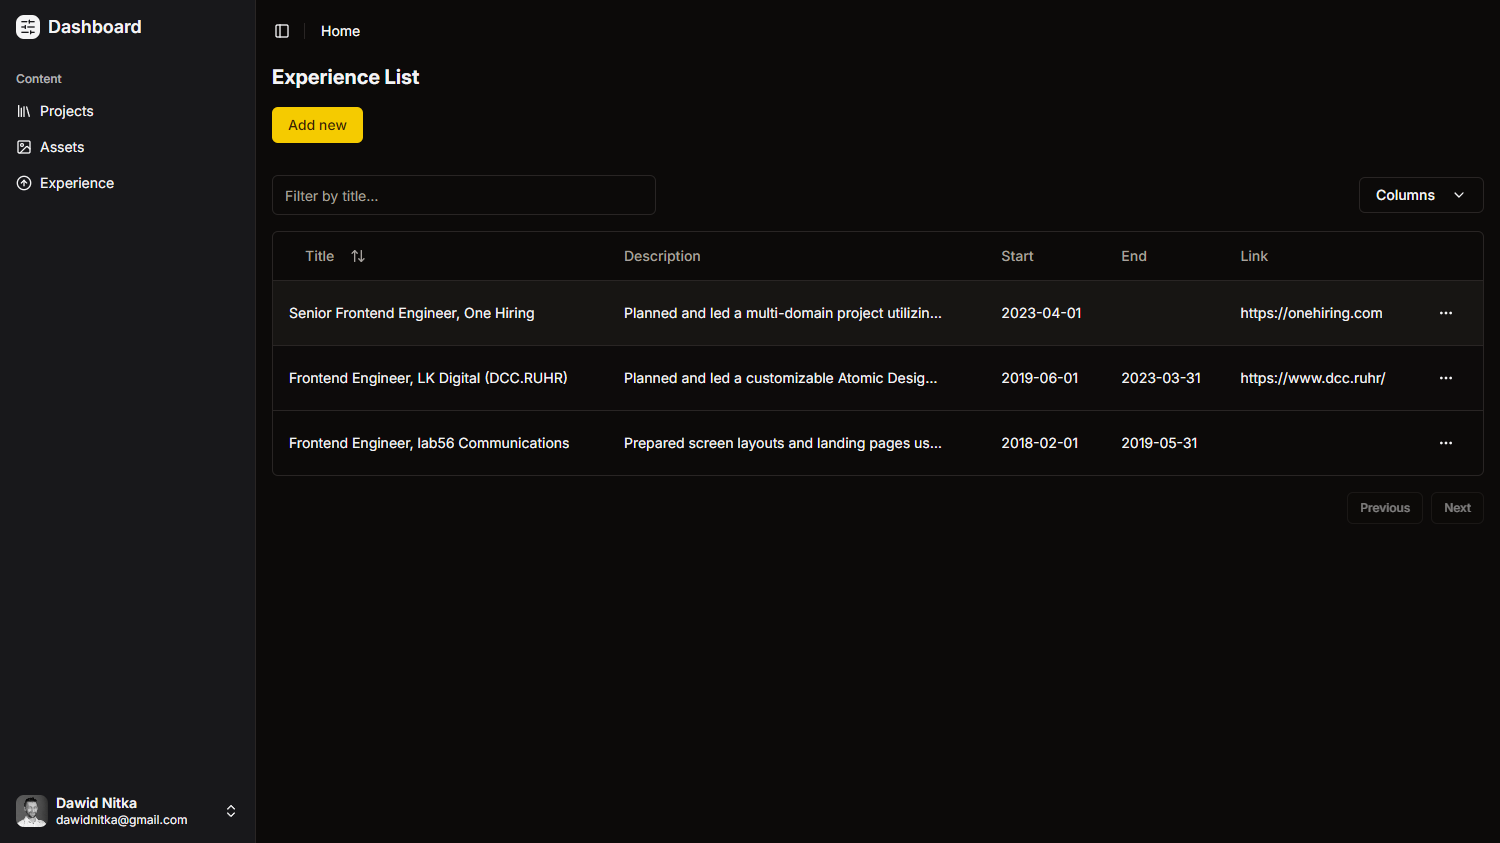 Dashboard
Content
Projects
Assets
Experience
Dawid Nitka
dawidnitka@gmail.com
Home
Experience List
Add new
Filter by title...
Columns
Title Description Start End Link
Senior Frontend Engineer, One Hiring Planned and led a multi-domain project utilizin... 2023-04-01 https://onehiring.com ...
Frontend Engineer, LK Digital (DCC.RUHR) Planned and led a customizable Atomic Desig... 2019-06-01 2023-03-31 https://www.dcc.ruhr/ ...
Frontend Engineer, lab56 Communications Prepared screen layouts and landing pages us... 2018-02-01 2019-05-31 ...
Previous Next